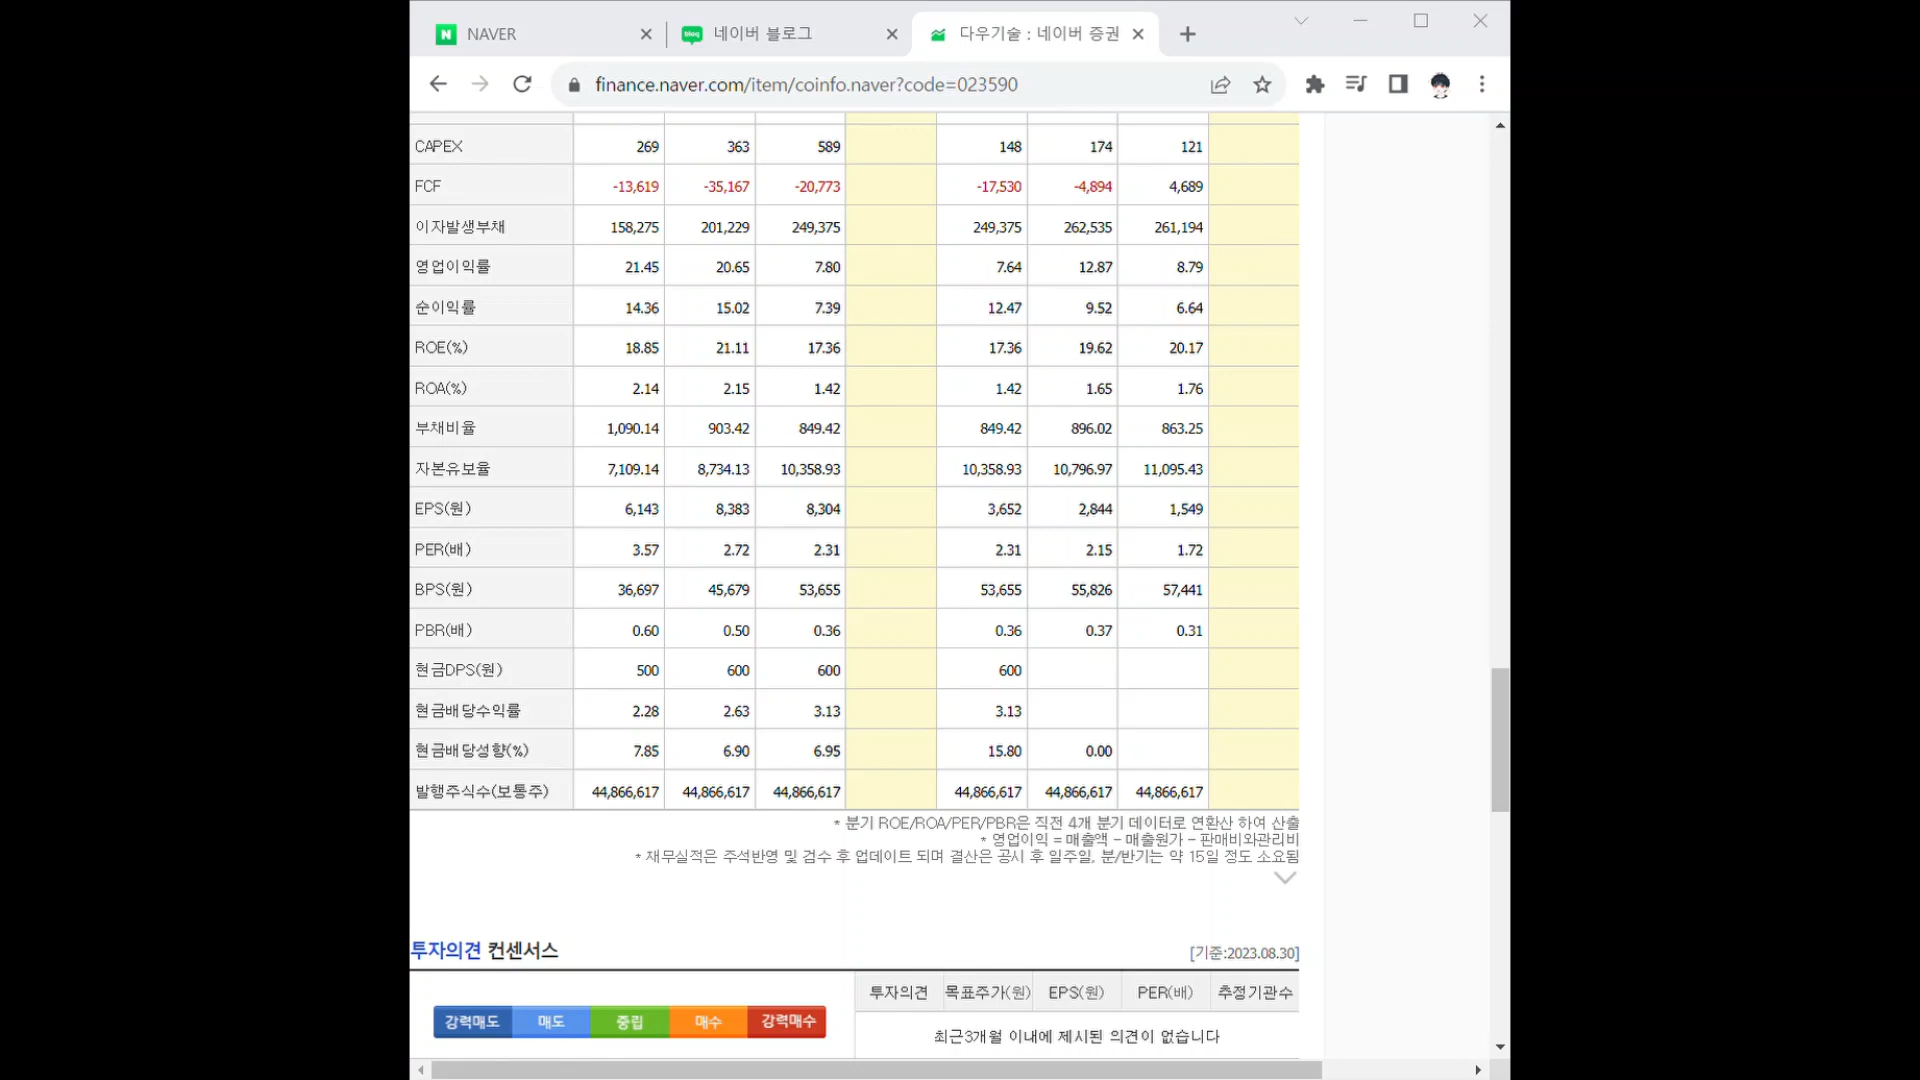 NAVER
네이버 블로그
다우기술 : 네이버 증권
finance.naver.com/item/coinfo.naver?code=023590
CAPEX 269 363 589 148 174 121
FCF -13,619 -35,167 -20,773 -17,530 -4,894 4,689
이자발생부채 158,275 201,229 249,375 249,375 262,535 261,194
영업이익률 21.45 20.65 7.80 7.64 12.87 8.79
순이익률 14.36 15.02 7.39 12.47 9.52 6.64
ROE(%) 18.85 21.11 17.36 17.36 19.62 20.17
ROA(%) 2.14 2.15 1.42 1.42 1.65 1.76
부채비율 1,090.14 903.42 849.42 849.42 896.02 863.25
자본유보율 7,109.14 8,734.13 10,358.93 10,358.93 10,796.97 11,095.43
EPS(원) 6,143 8,383 8,304 3,652 2,844 1,549
PER(배) 3.57 2.72 2.31 2.31 2.15 1.72
BPS(원) 36,697 45,679 53,655 53,655 55,826 57,441
PBR(배) 0.60 0.50 0.36 0.36 0.37 0.31
현금DPS(원) 500 600 600 600
현금배당수익률 2.28 2.63 3.13 3.13
현금배당성향(%) 7.85 6.90 6.95 15.80 0.00
발행주식수(보통주) 44,866,617 44,866,617 44,866,617 44,866,617 44,866,617 44,866,617
* 분기 ROE/ROA/PER/PBR은 직전 4개 분기 데이터로 연환산 하여 산출
* 영업이익 = 매출액 - 매출원가 - 판매비와관리비
* 재무실적은 주석반영 및 검수 후 업데이트 되며 결산은 공시 후 일주일, 분/반기는 약 15일 정도 소요됨
투자의견 컨센서스 [기준:2023.08.30]
투자의견 목표주가(원) EPS(원) PER(배) 추정기관수
강력매도 매도 중립 매수 강력매수
최근3개월 이내에 제시된 의견이 없습니다